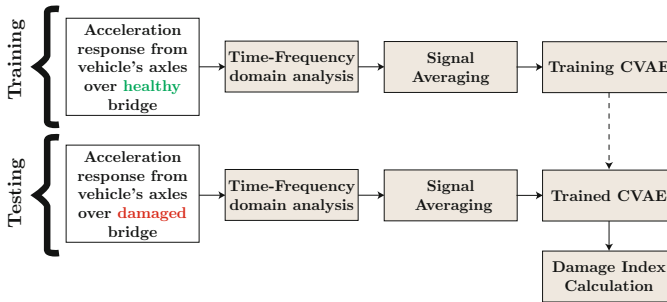 Training
Acceleration
response from
vehicle's axles
over healthy
bridge
Time-Frequency
domain analysis
Signal
Averaging
Training CVAE
Testing
Acceleration
response from
vehicle's axles
over damaged
bridge
Time-Frequency
domain analysis
Signal
Averaging
Trained CVAE
Damage Index
Calculation